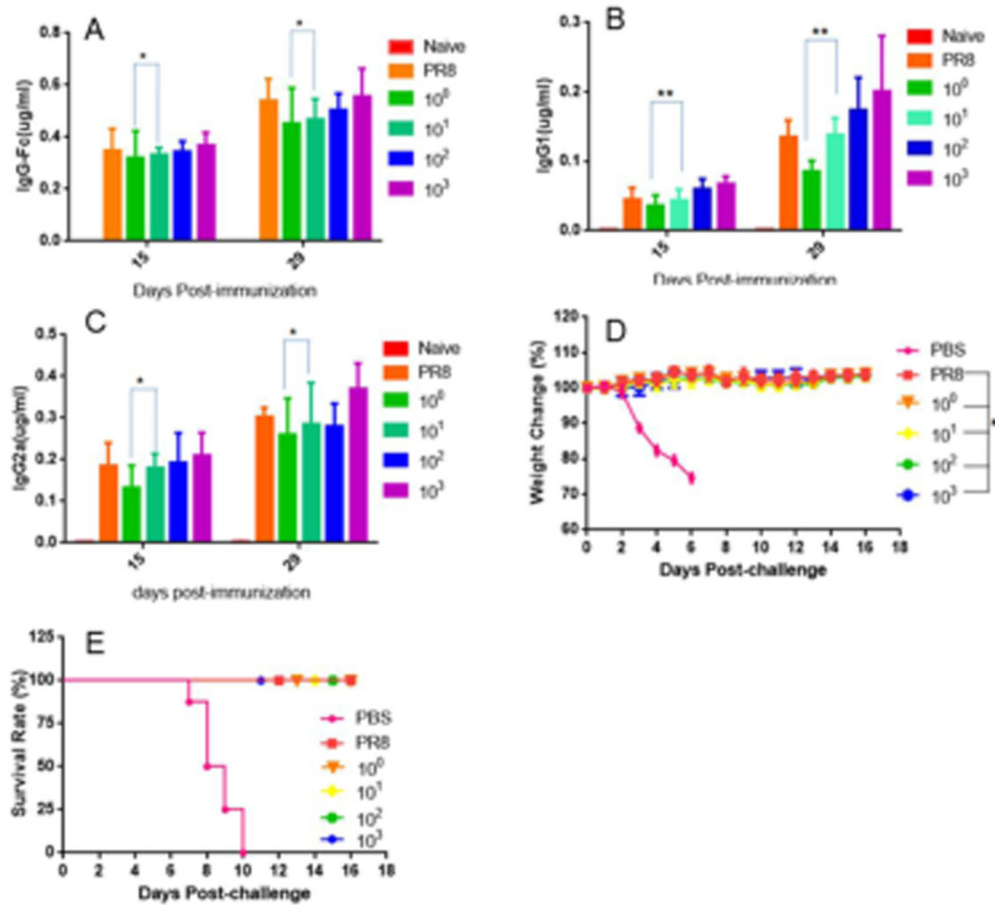 A
IgG-Fc(ug/ml)
0.8
0.6
0.4
0.2
0.0
*
*
15
29
Days Post-immunization
Naive
PR8
10⁰
10¹
10²
10³
B
IgG1(ug/ml)
0.3
0.2
0.1
0.0
**
**
15
29
Days Post-immunization
Naive
PR8
10⁰
10¹
10²
10³
C
IgG2a(ug/ml)
0.5
0.4
0.3
0.2
0.1
0.0
*
*
15
29
days post-immunization
Naive
PR8
10⁰
10¹
10²
10³
D
Weight Change (%)
120
110
100
90
80
70
60
0 2 4 6 8 10 12 14 16 18
Days Post-challenge
PBS
PR8
10⁰
10¹
10²
10³
E
Survival Rate (%)
125
100
75
50
25
0
0 2 4 6 8 10 12 14 16 18
Days Post-challenge
PBS
PR8
10⁰
10¹
10²
10³